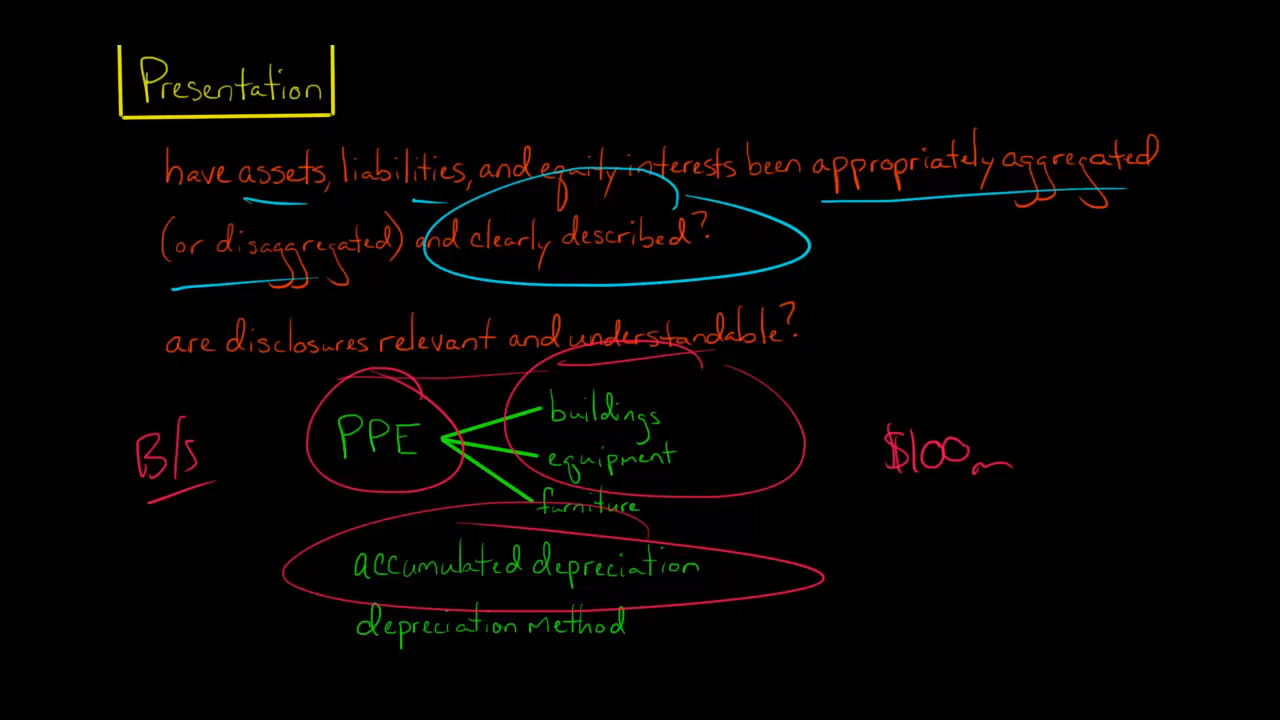 Presentation
have assets, liabilities, and equity interests been appropriately aggregated
(or disaggregated) and clearly described?
are disclosures relevant and understandable?
buildings
B/S PPE equipment $100m
furniture
accumulated depreciation
depreciation method